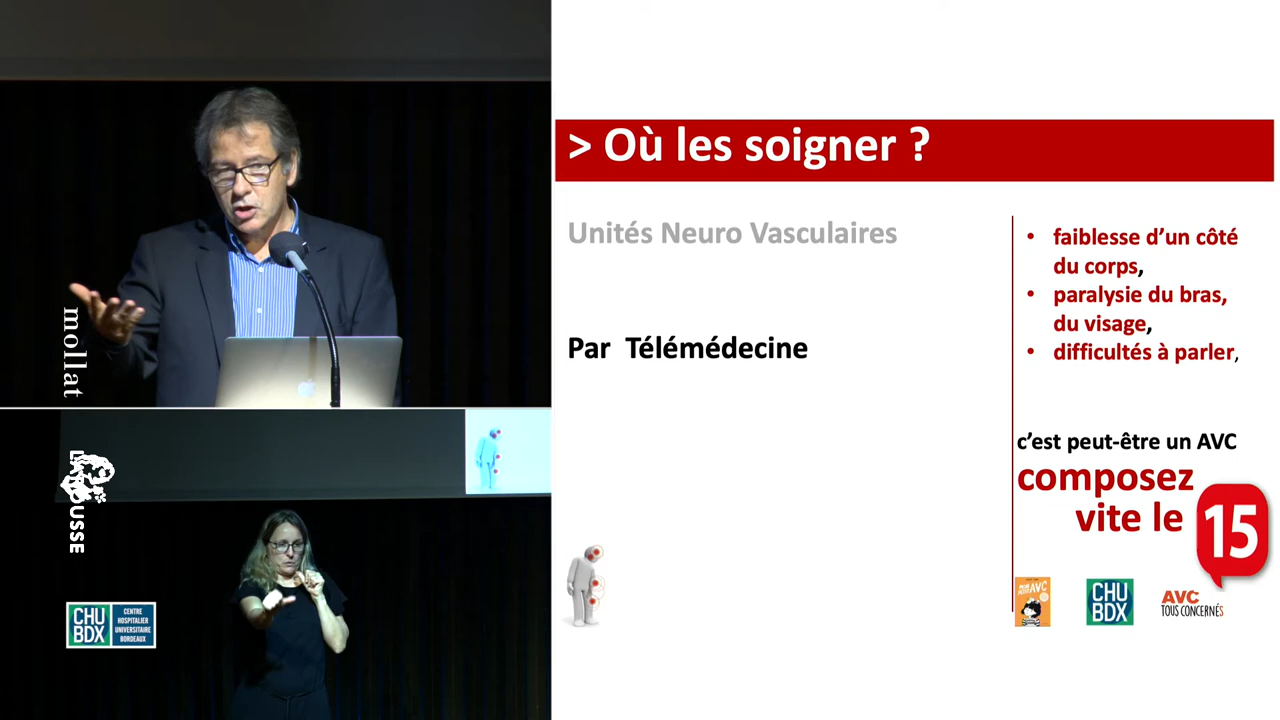 mollat
LAROUSSE
CHU
BDX
CENTRE
HOSPITALIER
UNIVERSITAIRE
BORDEAUX
> Où les soigner ?
Unités Neuro Vasculaires
Par Télémédecine
• faiblesse d’un côté
du corps,
• paralysie du bras,
du visage,
• difficultés à parler,
c’est peut-être un AVC
composez
vite le
15
AVC
CHU
BDX
AVC
TOUS CONCERNÉS